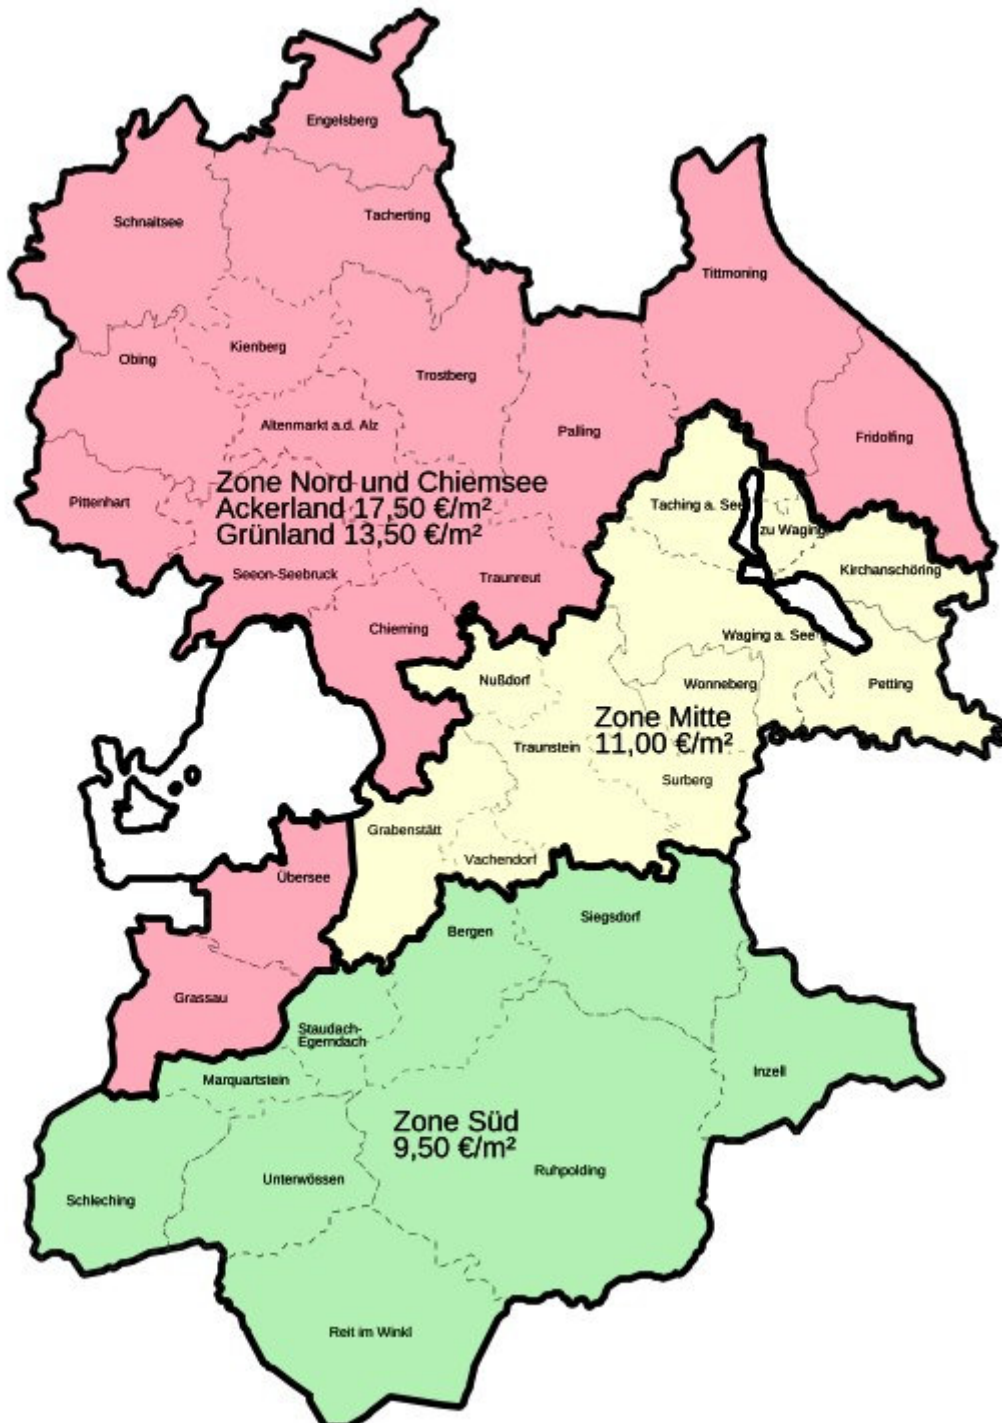 Engelsberg
Schnaitsee
Tacherting
Tittmoning
Obing
Kienberg
Trostberg
Altenmarkt a.d. Alz
Palling
Fridolfing
Zone Nord und Chiemsee
Ackerland 17,50 €/m²
Grünland 13,50 €/m²
Pittenhart
Taching a. See
zu Waging
Seeon-Seebruck
Traunreut
Kirchanschöring
Chieming
Waging a. See
Nußdorf
Wonneberg
Petting
Zone Mitte
11,00 €/m²
Traunstein
Surberg
Grabenstätt
Vachendorf
Übersee
Siegsdorf
Bergen
Grassau
Staudach-
Egerndach
Marquartstein
Inzell
Zone Süd
9,50 €/m²
Ruhpolding
Unterwössen
Schleching
Reit im Winkl